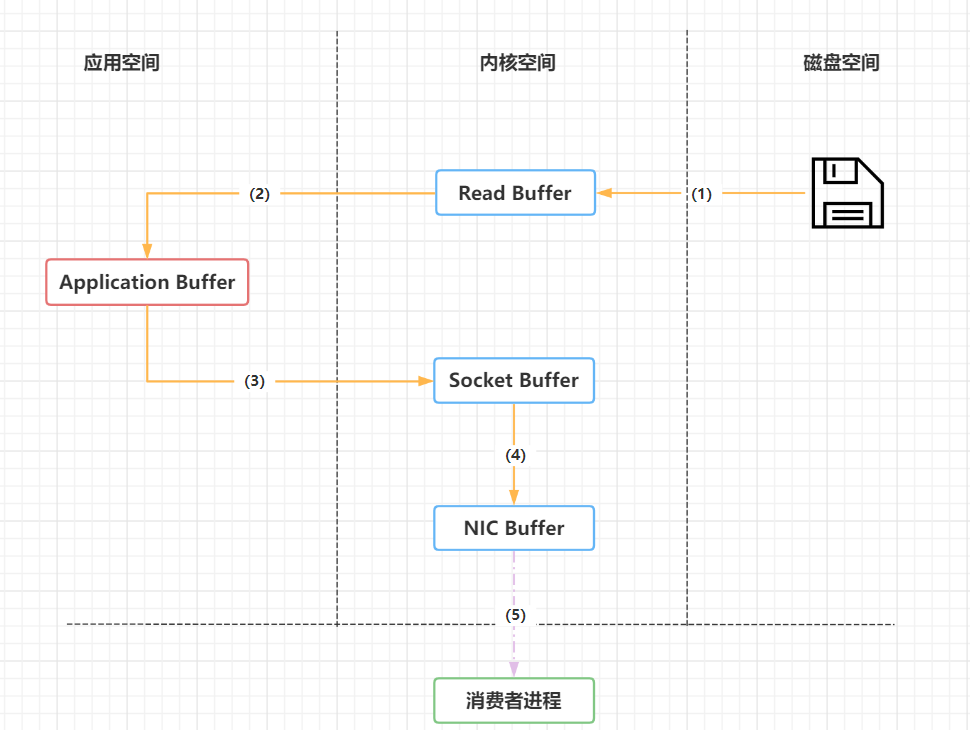 应用空间
内核空间
磁盘空间
(2)
Read Buffer
(1)
Application Buffer
(3)
Socket Buffer
(4)
NIC Buffer
(5)
消费者进程